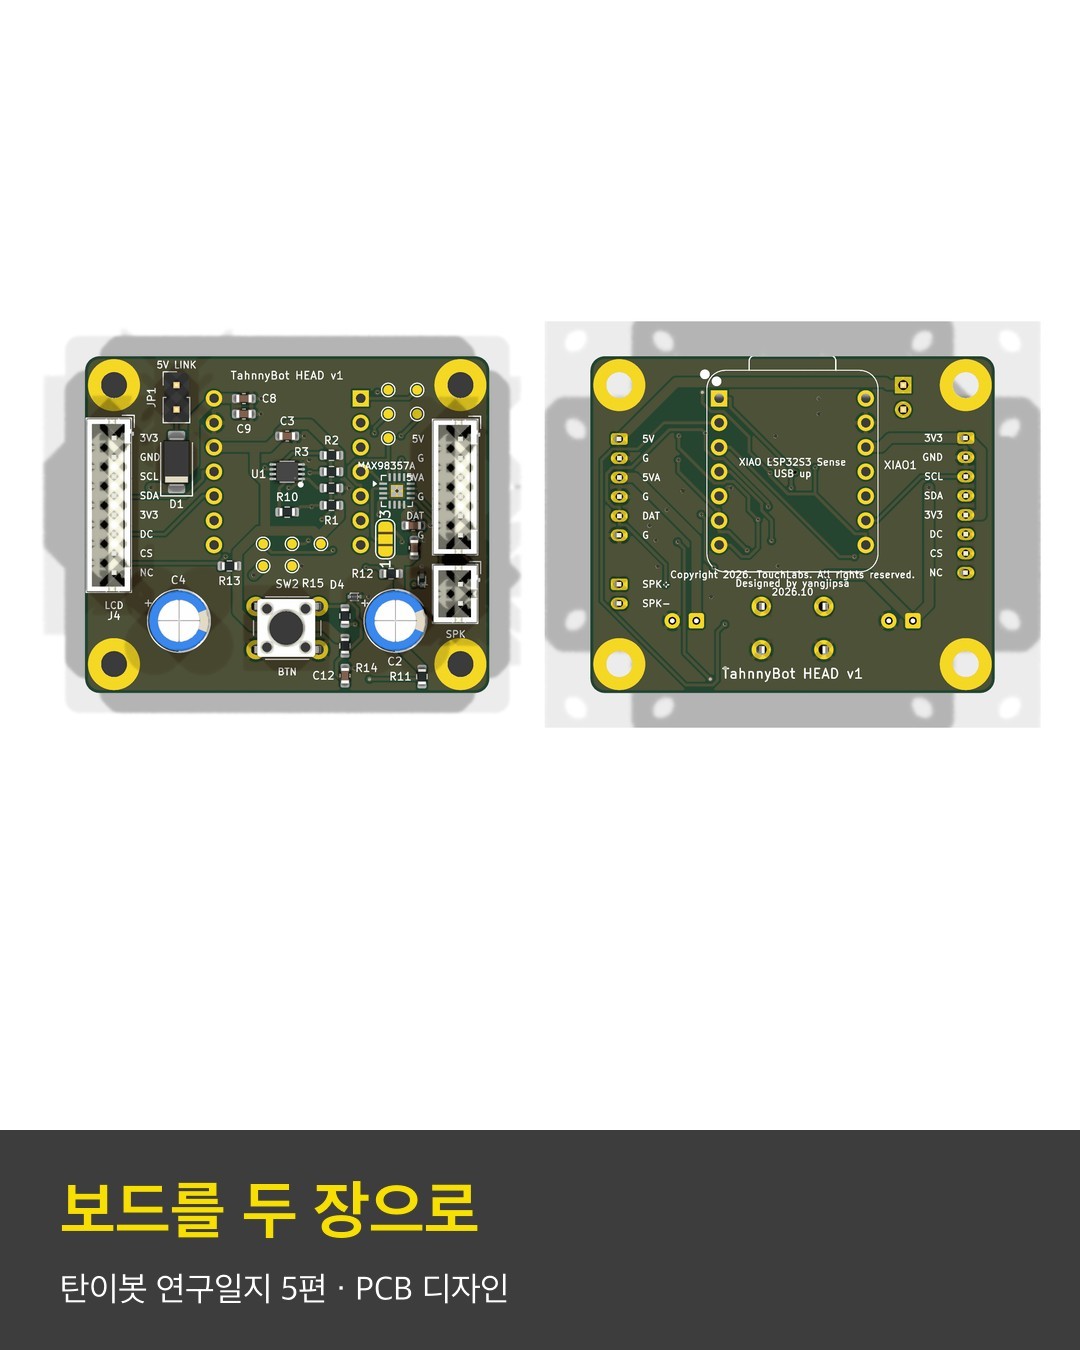 5V LINK
TahnnyBot HEAD v1
JP1
C8
C9
C3
R2
R3
3V3
5V
GND
G
U1
MAX98357A
SCL
5VA
D1
SDA
R10
G
3V3
R1
3
DAT
DC
G
CS
1
NC
R13
R12
LCD
J4
C4
SW2
R15
D4
+
+
SPK
BTN
C12
R14
C2
R11
5V
G
5VA
G
DAT
G
SPK+
SPK-
XIAO ESP32S3 Sense
USB up
XIAO1
3V3
GND
SCL
SDA
3V3
DC
CS
NC
Copyright 2026. TouchLabs. All rights reserved.
Designed by yangjipsa
2026.10
TahnnyBot HEAD v1
보드를 두 장으로
탄이봇 연구일지 5편 · PCB 디자인